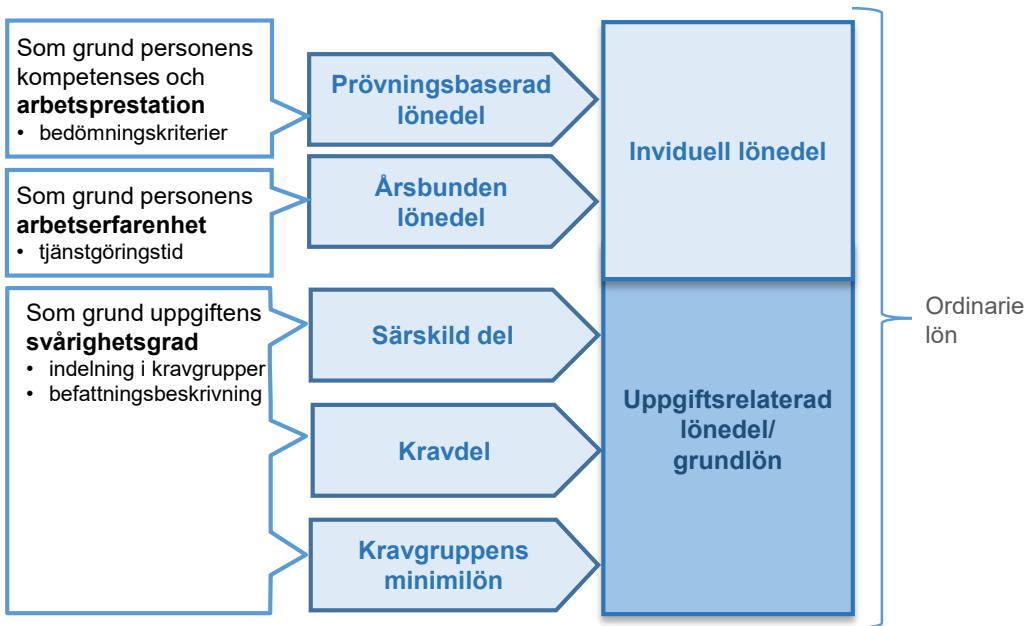 Som grund personens
kompetenses och
arbetsprestation
• bedömningskriterier
Prövningsbaserad
lönedel
Inviduell lönedel
Som grund personens
arbetserfarenhet
• tjänstgöringstid
Årsbunden
lönedel
Som grund uppgiftens
svårighetsgrad
• indelning i kravgrupper
• befattningsbeskrivning
Särskild del
Kravdel
Kravgruppens
minimilön
Uppgiftsrelaterad
lönedel/
grundlön
Ordinarie
lön